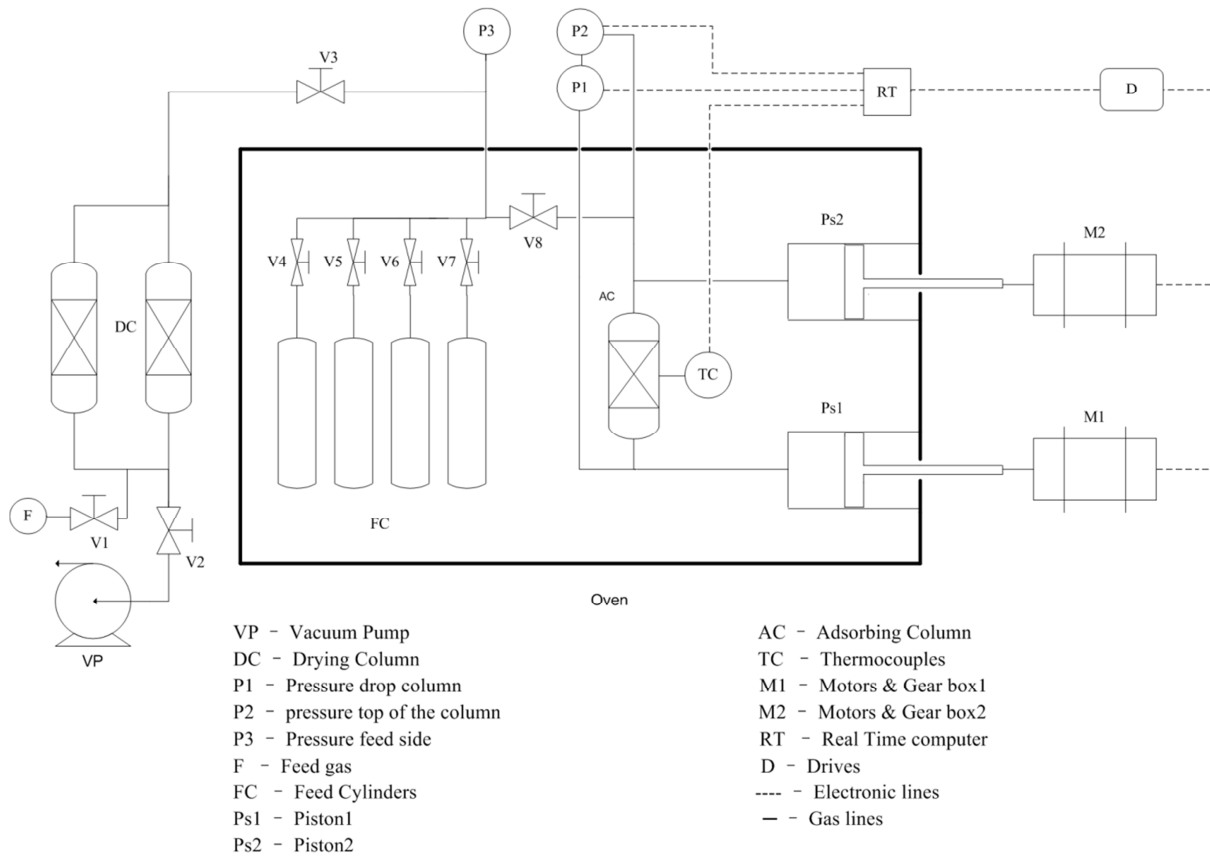 P3
P2
V3
P1
RT
D
Ps2
M2
V8
V4
V5
V6
V7
AC
DC
TC
Ps1
M1
F
V1
FC
V2
VP
Oven
VP - Vacuum Pump
DC - Drying Column
P1 - Pressure drop column
P2 - pressure top of the column
P3 - Pressure feed side
F - Feed gas
FC - Feed Cylinders
Ps1 - Piston1
Ps2 - Piston2
AC - Adsorbing Column
TC - Thermocouples
M1 - Motors & Gear box1
M2 - Motors & Gear box2
RT - Real Time computer
D - Drives
---- - Electronic lines
— - Gas lines